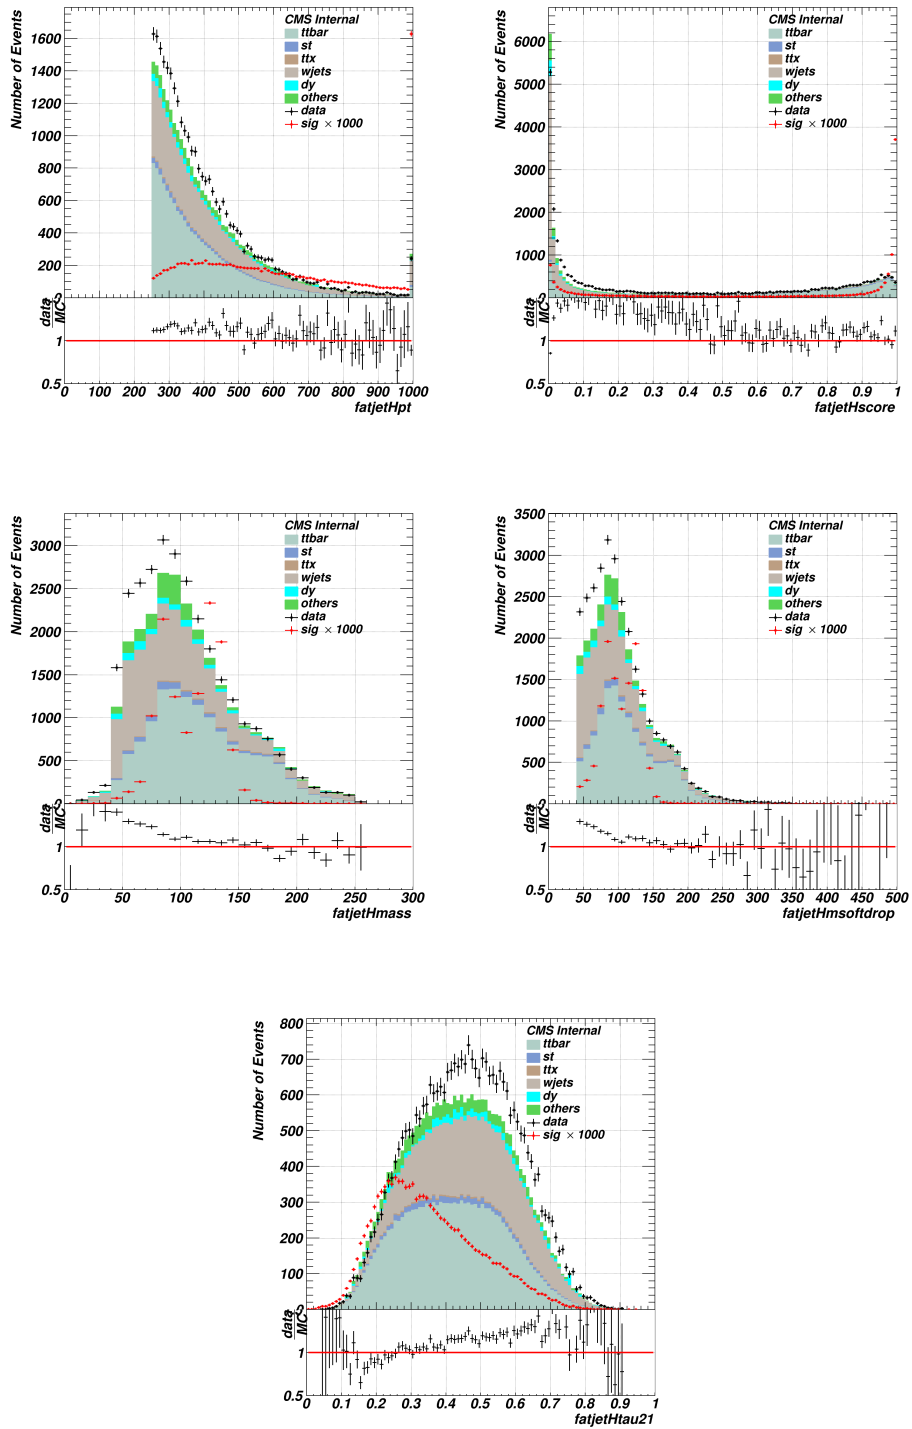 Number of Events
CMS Internal
ttbar
st
ttx
wjets
dy
others
data
sig × 1000
1600
1400
1200
1000
800
600
400
200
0
data
MC
1
0.5
0 100 200 300 400 500 600 700 800 900 1000
fatjetHpt
Number of Events
CMS Internal
ttbar
st
ttx
wjets
dy
others
data
sig × 1000
6000
5000
4000
3000
2000
1000
0
data
MC
1
0.5
0 0.1 0.2 0.3 0.4 0.5 0.6 0.7 0.8 0.9 1
fatjetHscore
Number of Events
CMS Internal
ttbar
st
ttx
wjets
dy
others
data
sig × 1000
3000
2500
2000
1500
1000
500
0
data
MC
1
0.5
0 50 100 150 200 250 300
fatjetHmass
Number of Events
CMS Internal
ttbar
st
ttx
wjets
dy
others
data
sig × 1000
3500
3000
2500
2000
1500
1000
500
0
data
MC
1
0.5
0 50 100 150 200 250 300 350 400 450 500
fatjetHmsoftdrop
Number of Events
CMS Internal
ttbar
st
ttx
wjets
dy
others
data
sig × 1000
800
700
600
500
400
300
200
100
0
data
MC
1
0.5
0 0.1 0.2 0.3 0.4 0.5 0.6 0.7 0.8 0.9 1
fatjetHtau21